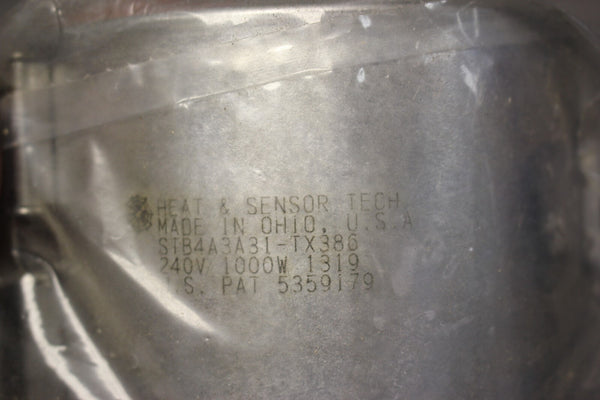 HEAT & SENSOR TECH
MADE IN OHIO, U.S.A
STB4A3A31-TX386
240V 1000W 1319
U.S. PAT 5359179